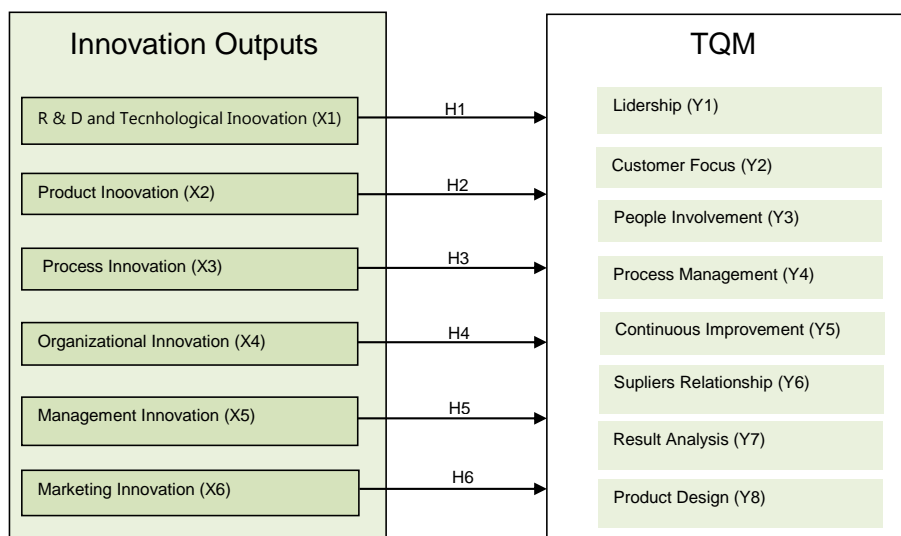 Innovation Outputs
R & D and Tecnhological Inoovation (X1)
Product Inoovation (X2)
Process Innovation (X3)
Organizational Innovation (X4)
Management Innovation (X5)
Marketing Innovation (X6)
H1
H2
H3
H4
H5
H6
TQM
Lidership (Y1)
Customer Focus (Y2)
People Involvement (Y3)
Process Management (Y4)
Continuous Improvement (Y5)
Supliers Relationship (Y6)
Result Analysis (Y7)
Product Design (Y8)